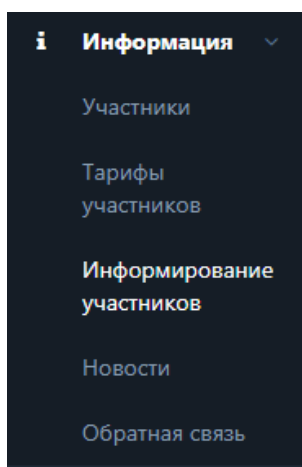 Информация
Участники
Тарифы
участников
Информирование
участников
Новости
Обратная связь